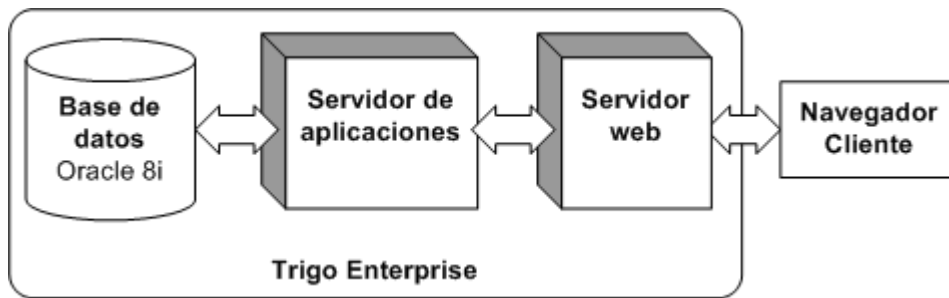 Base de
datos
Oracle 8i
Servidor de
aplicaciones
Servidor
web
Navegador
Cliente
Trigo Enterprise